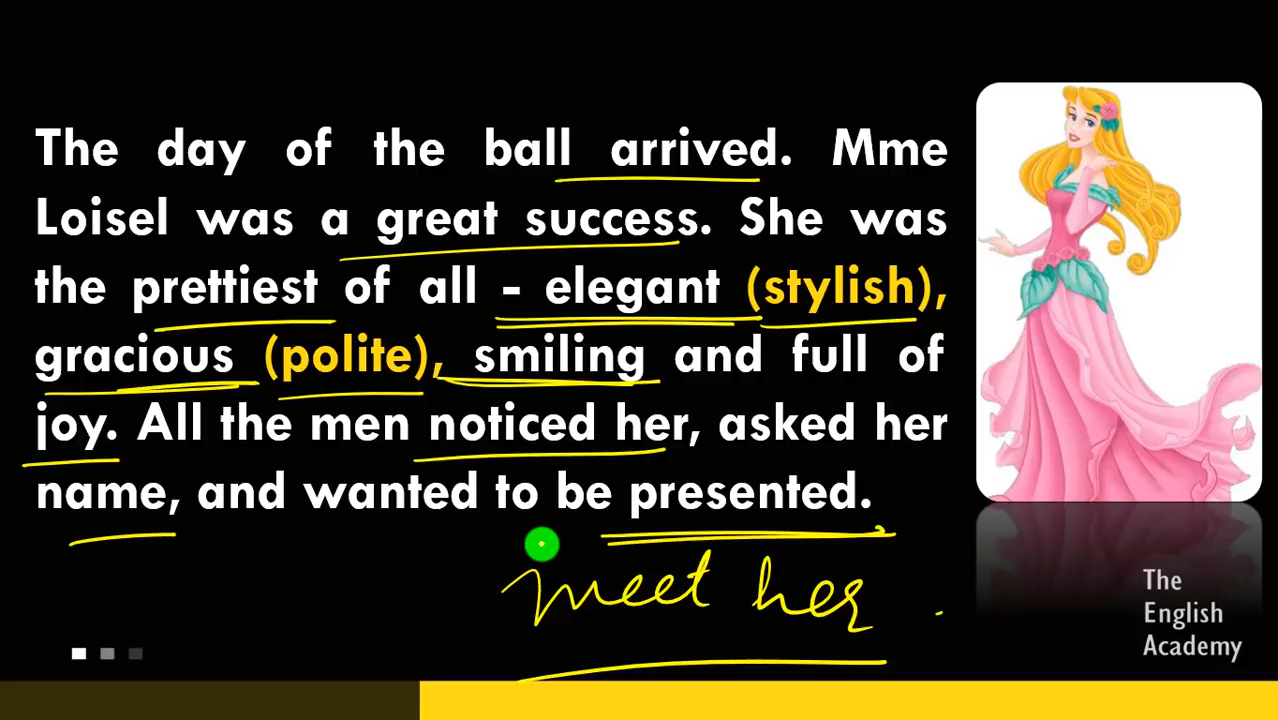 The day of the ball arrived. Mme
Loisel was a great success. She was
the prettiest of all - elegant (stylish),
gracious (polite), smiling and full of
joy. All the men noticed her, asked her
name, and wanted to be presented.
meet her
The
English
Academy